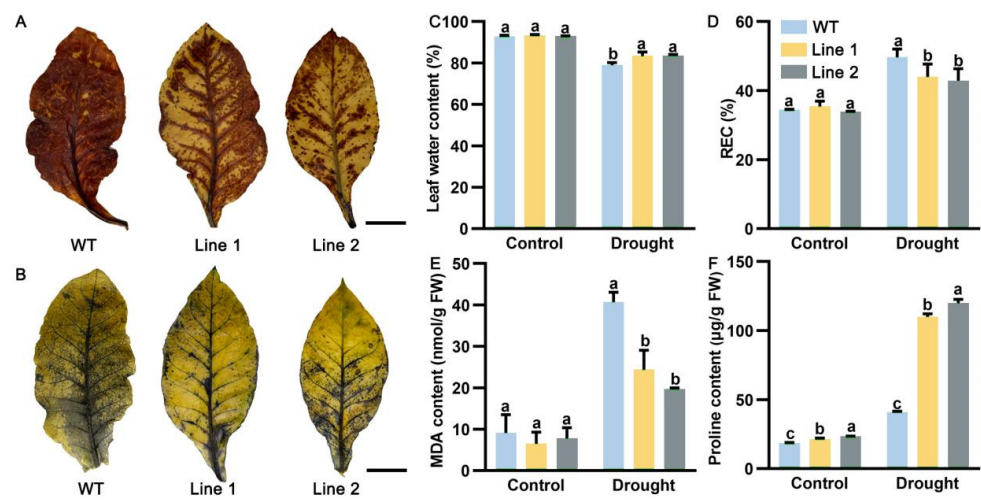 A
WT
Line 1
Line 2
B
WT
Line 1
Line 2
C
Leaf water content (%)
100
80
60
40
20
0
a
a
a
b
a
a
Control
Drought
D
REC (%)
60
40
20
0
a
a
a
a
b
b
Control
Drought
WT
Line 1
Line 2
E
MDA content (nmol/g FW)
50
40
30
20
10
0
a
a
a
a
b
b
Control
Drought
F
Proline content (μg/g FW)
150
100
50
0
c
b
a
c
b
a
Control
Drought